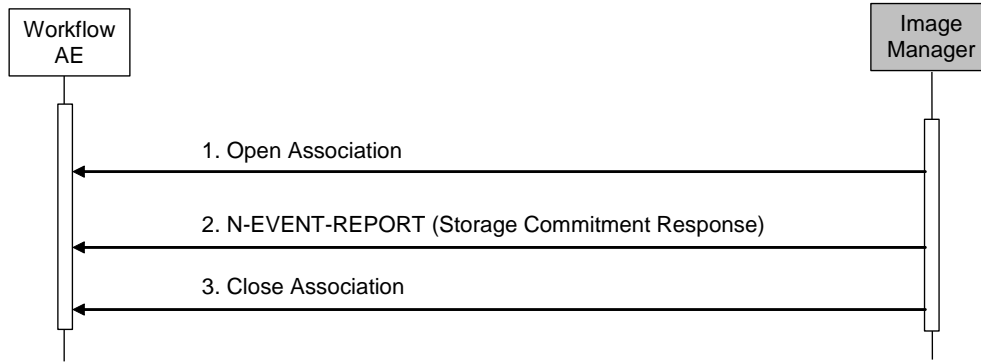 Workflow
AE
Image
Manager
1. Open Association
2. N-EVENT-REPORT (Storage Commitment Response)
3. Close Association